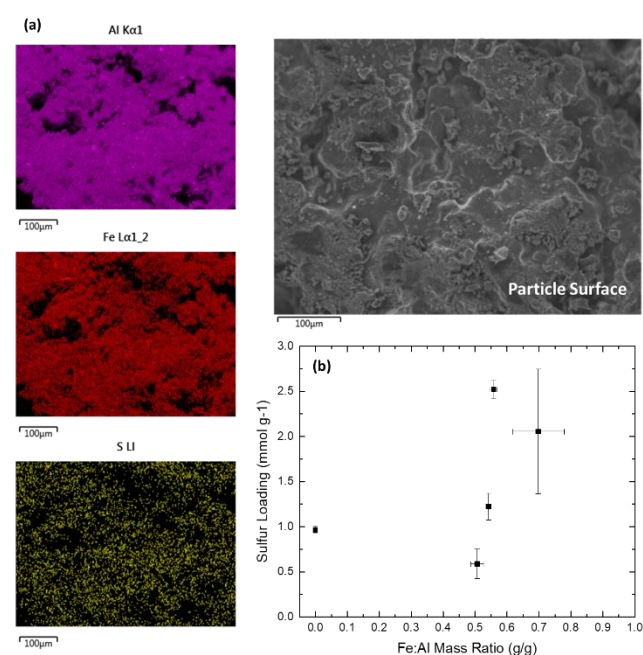 (a)
Al Kα1
100μm
Fe Lα1_2
100μm
S Ll
100μm
Particle Surface
100μm
(b)
3.0
2.5
2.0
1.5
1.0
0.5
0.0
Sulfur Loading (mmol g-1)
0.0 0.1 0.2 0.3 0.4 0.5 0.6 0.7 0.8 0.9 1.0
Fe:Al Mass Ratio (g/g)